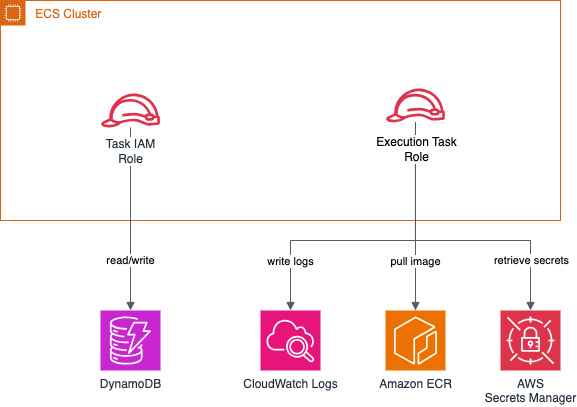 ECS Cluster
Task IAM
Role
Execution Task
Role
read/write
write logs
pull image
retrieve secrets
DynamoDB
CloudWatch Logs
Amazon ECR
AWS
Secrets Manager